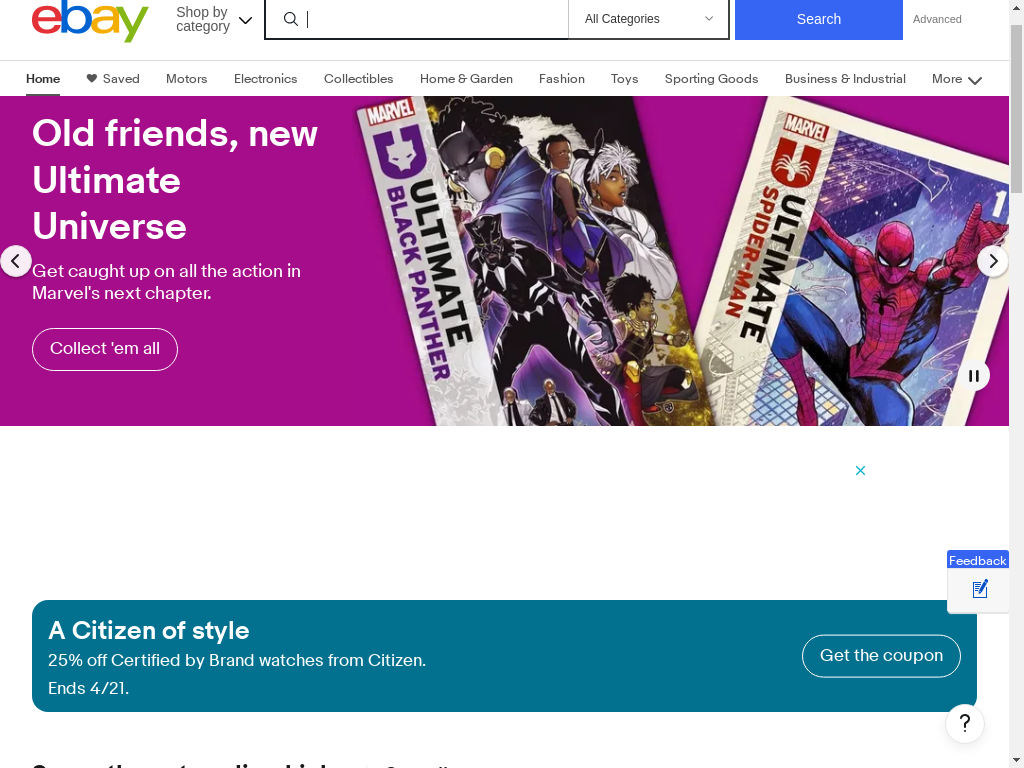 ebay
Shop by
category
All Categories
Search
Advanced
Home
Saved
Motors
Electronics
Collectibles
Home & Garden
Fashion
Toys
Sporting Goods
Business & Industrial
More
Old friends, new
Ultimate
Universe
Get caught up on all the action in
Marvel's next chapter.
Collect 'em all
MARVEL
ULTIMATE
BLACK PANTHER
MARVEL
ULTIMATE
SPIDER-MAN
1
Feedback
A Citizen of style
25% off Certified by Brand watches from Citizen.
Ends 4/21.
Get the coupon
?